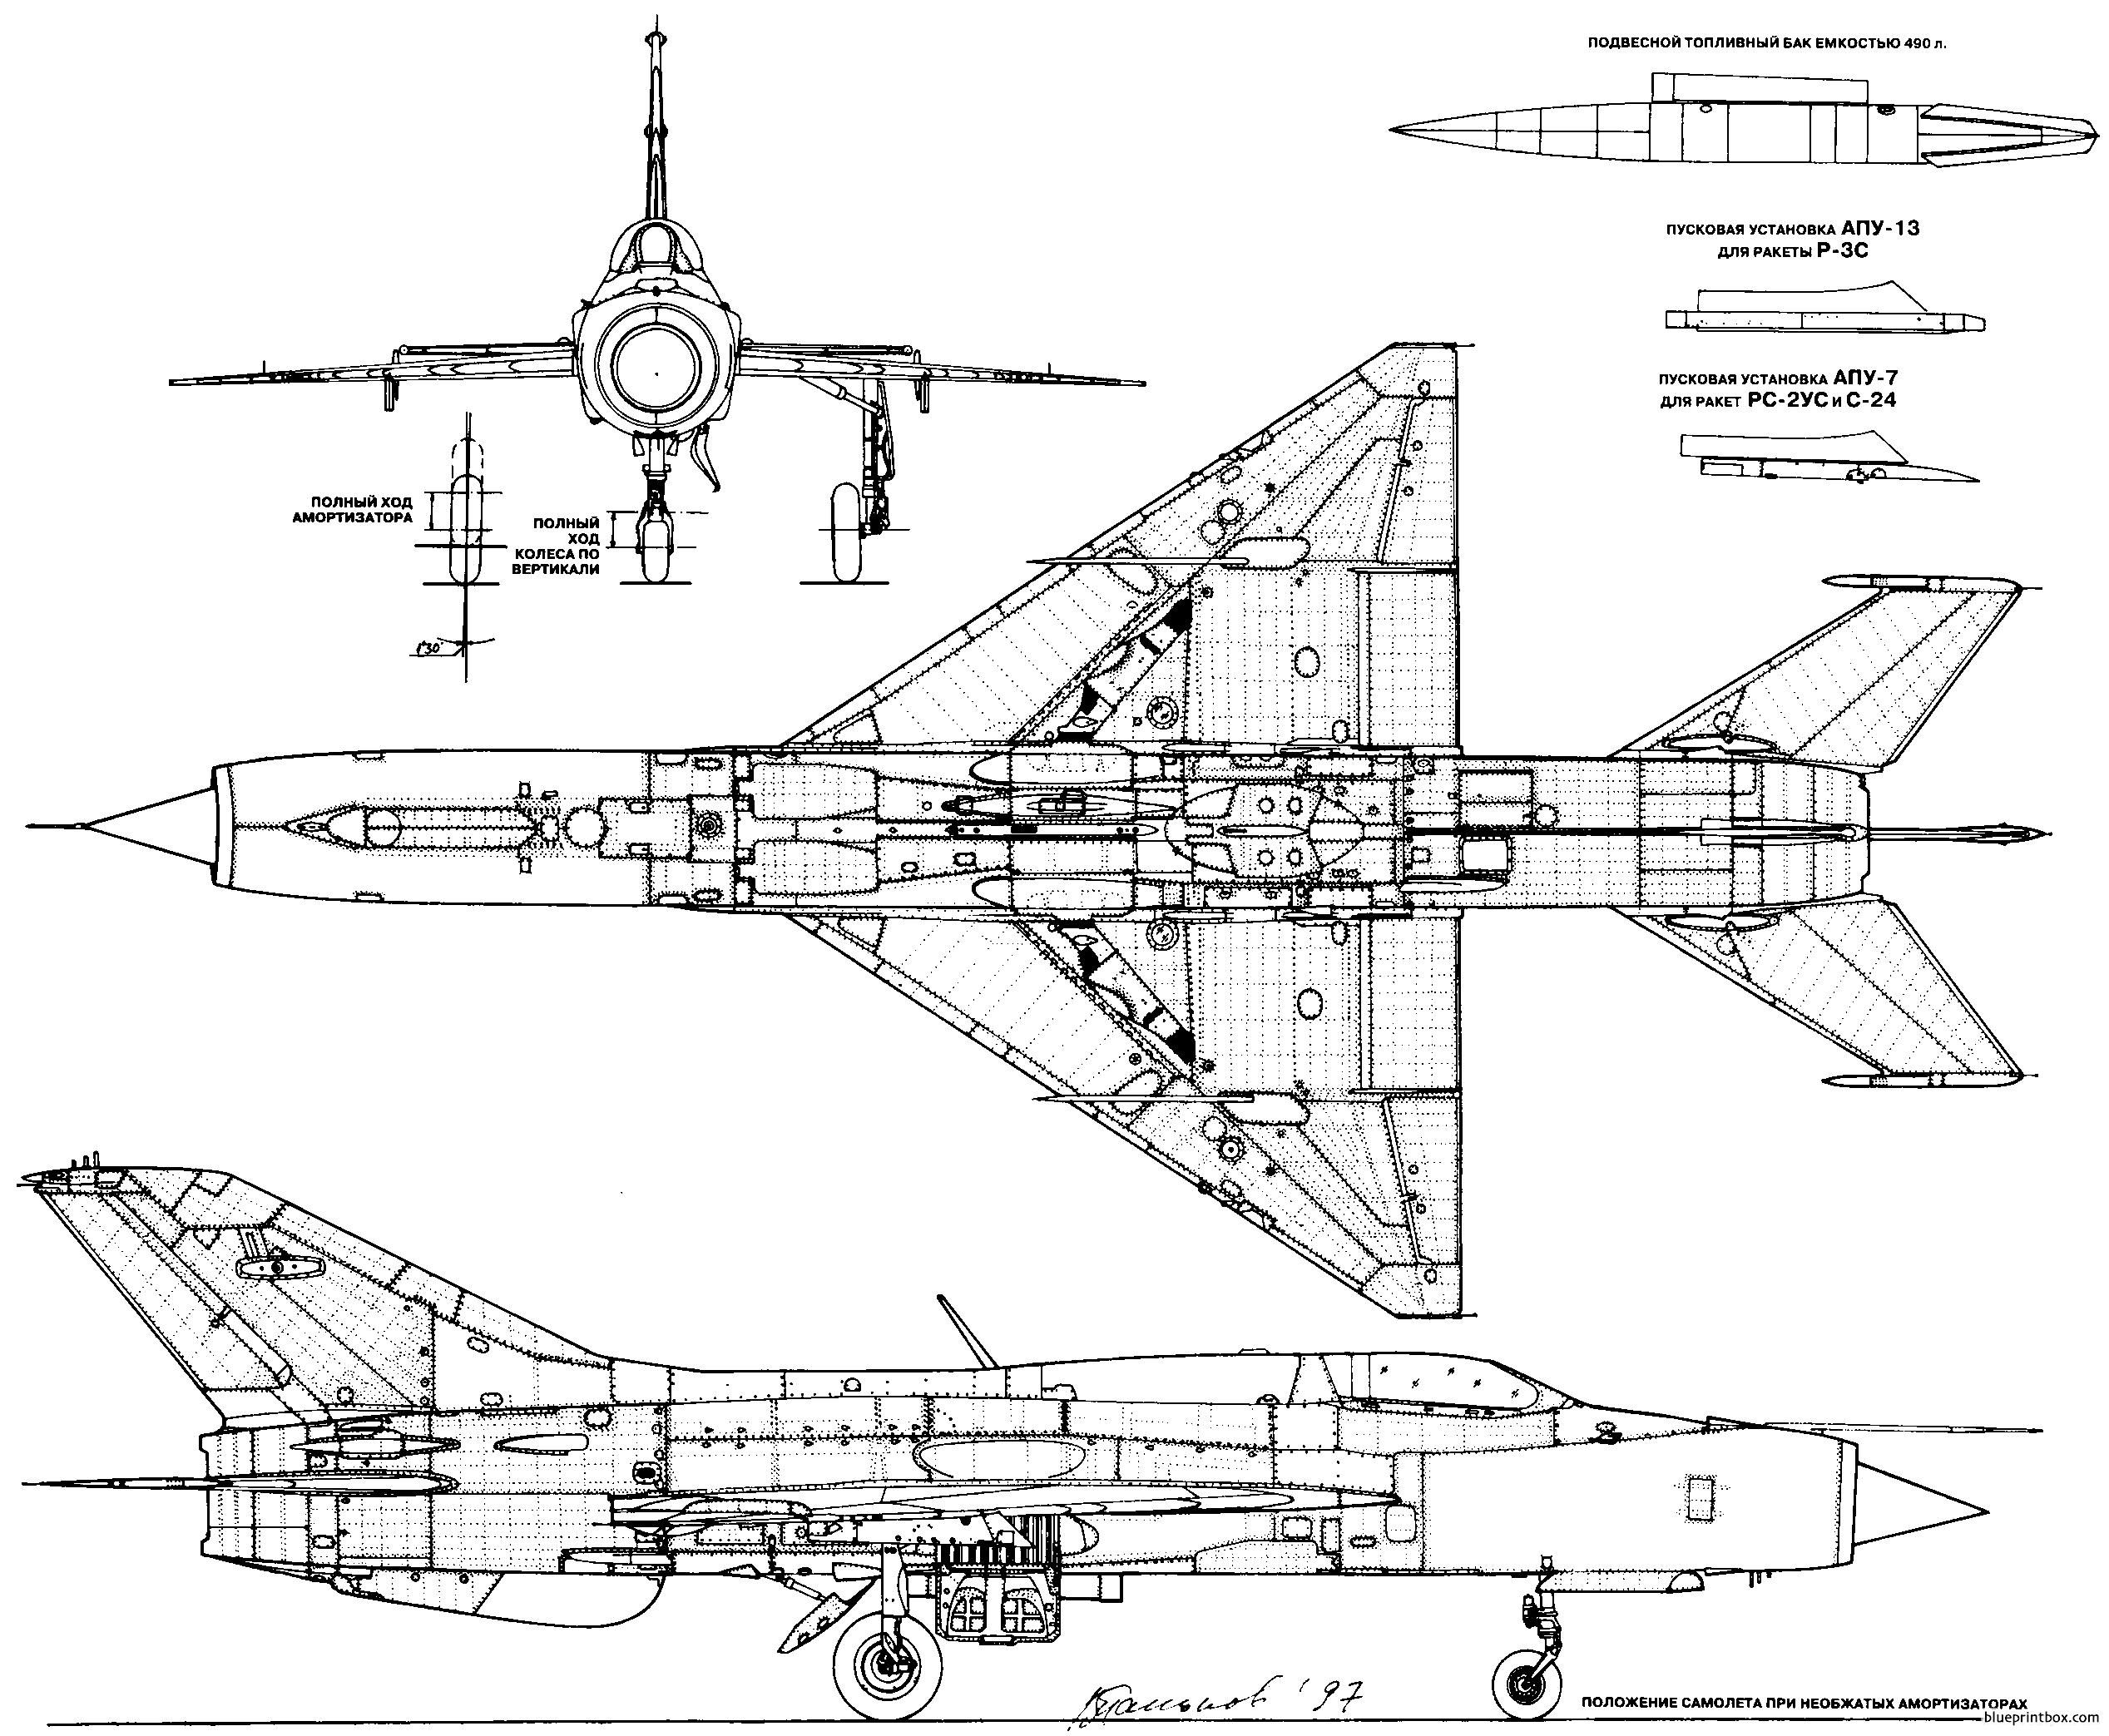 ПОДВЕСНОЙ ТОПЛИВНЫЙ БАК ЕМКОСТЬЮ 490 л.
ПУСКОВАЯ УСТАНОВКА АПУ-13
ДЛЯ РАКЕТЫ Р-3С
ПУСКОВАЯ УСТАНОВКА АПУ-7
ДЛЯ РАКЕТ РС-2УС и С-24
ПОЛНЫЙ ХОД
АМОРТИЗАТОРА
ПОЛНЫЙ
ХОД
КОЛЕСА ПО
ВЕРТИКАЛИ
1°30'
'97
ПОЛОЖЕНИЕ САМОЛЕТА ПРИ НЕОБЖАТЫХ АМОРТИЗАТОРАХ
blueprintbox.com